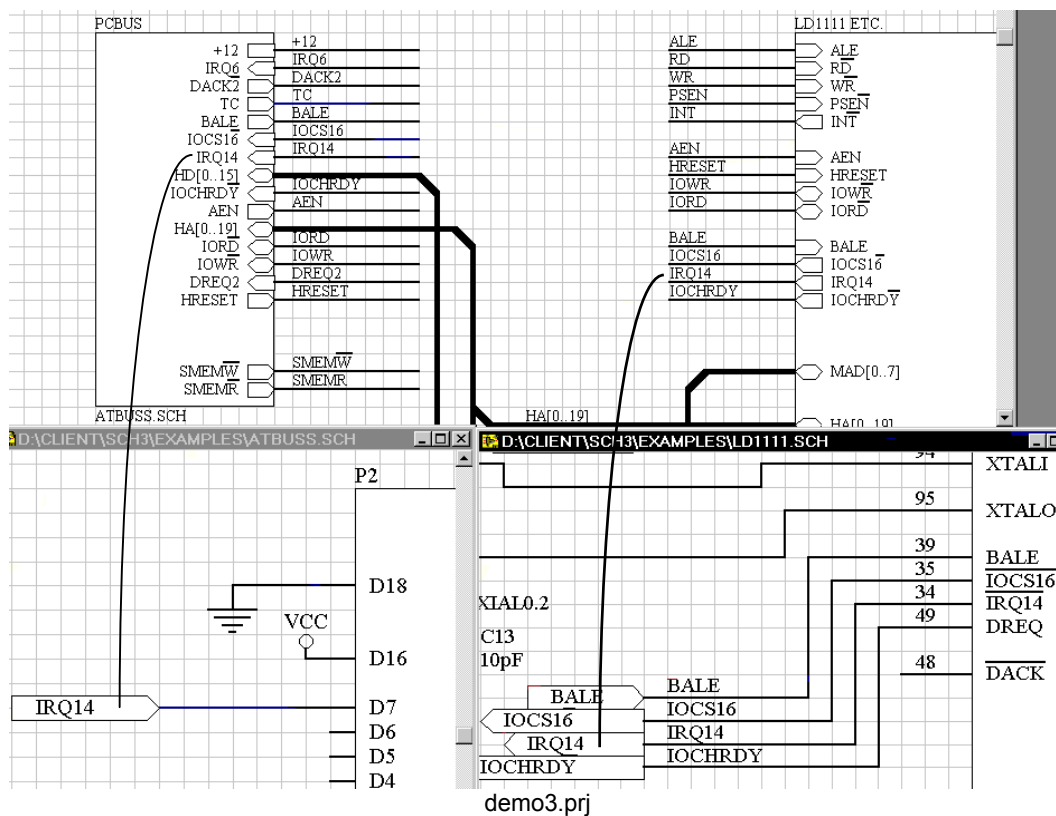 PCBUS
+12
IRQ6
DACK2
TC
BALE
IOCS16
IRQ14
HD[0..15]
IOCHRDY
AEN
HA[0..19]
IORD
IOWR
DREQ2
HRESET
SMEMW
SMEMR
ATBUSS.SCH
+12
IRQ6
DACK2
TC
BALE
IOCS16
IRQ14
IOCHRDY
AEN
IORD
IOWR
DREQ2
HRESET
SMEMW
SMEMR
HA[0..19]
LD1111 ETC.
ALE
RD
WR
PSEN
INT
AEN
HRESET
IOWR
IORD
BALE
IOCS16
IRQ14
IOCHRDY
ALE
RD
WR
PSEN
INT
AEN
HRESET
IOWR
IORD
BALE
IOCS16
IRQ14
IOCHRDY
MAD[0..7]
HA[0..19]
D:\CLIENT\SCH3\EXAMPLES\ATBUSS.SCH
P2
D18
VCC
D16
IRQ14
D7
D6
D5
D4
D:\CLIENT\SCH3\EXAMPLES\LD1111.SCH
94
XTALI
95
XTALO
39
BALE
35
IOCS16
34
IRQ14
49
DREQ
48
DACK
XTAL0.2
C13
10pF
BALE
IOCS16
IRQ14
IOCHRDY
BALE
IOCS16
IRQ14
IOCHRDY
demo3.prj